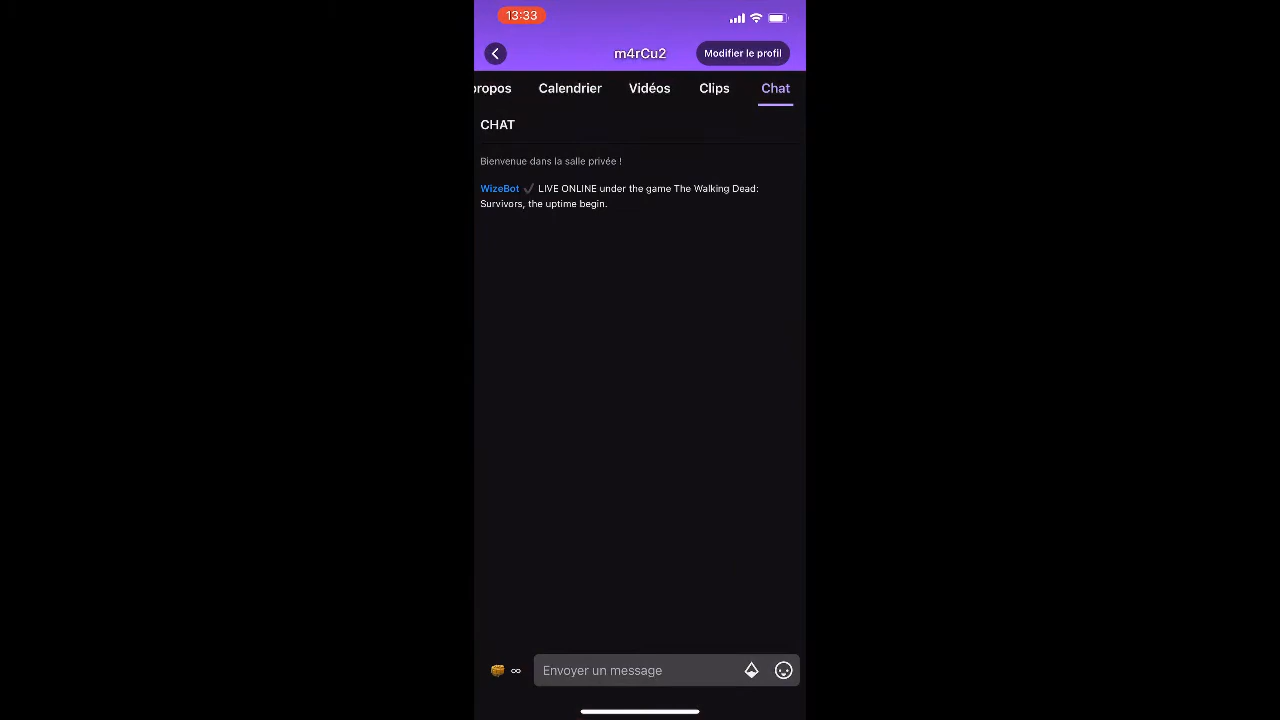 13:33
m4rCu2
Modifier le profil
propos
Calendrier
Vidéos
Clips
Chat
CHAT
Bienvenue dans la salle privée !
WizeBot ✔ LIVE ONLINE under the game The Walking Dead:
Survivors, the uptime begin.
∞
Envoyer un message